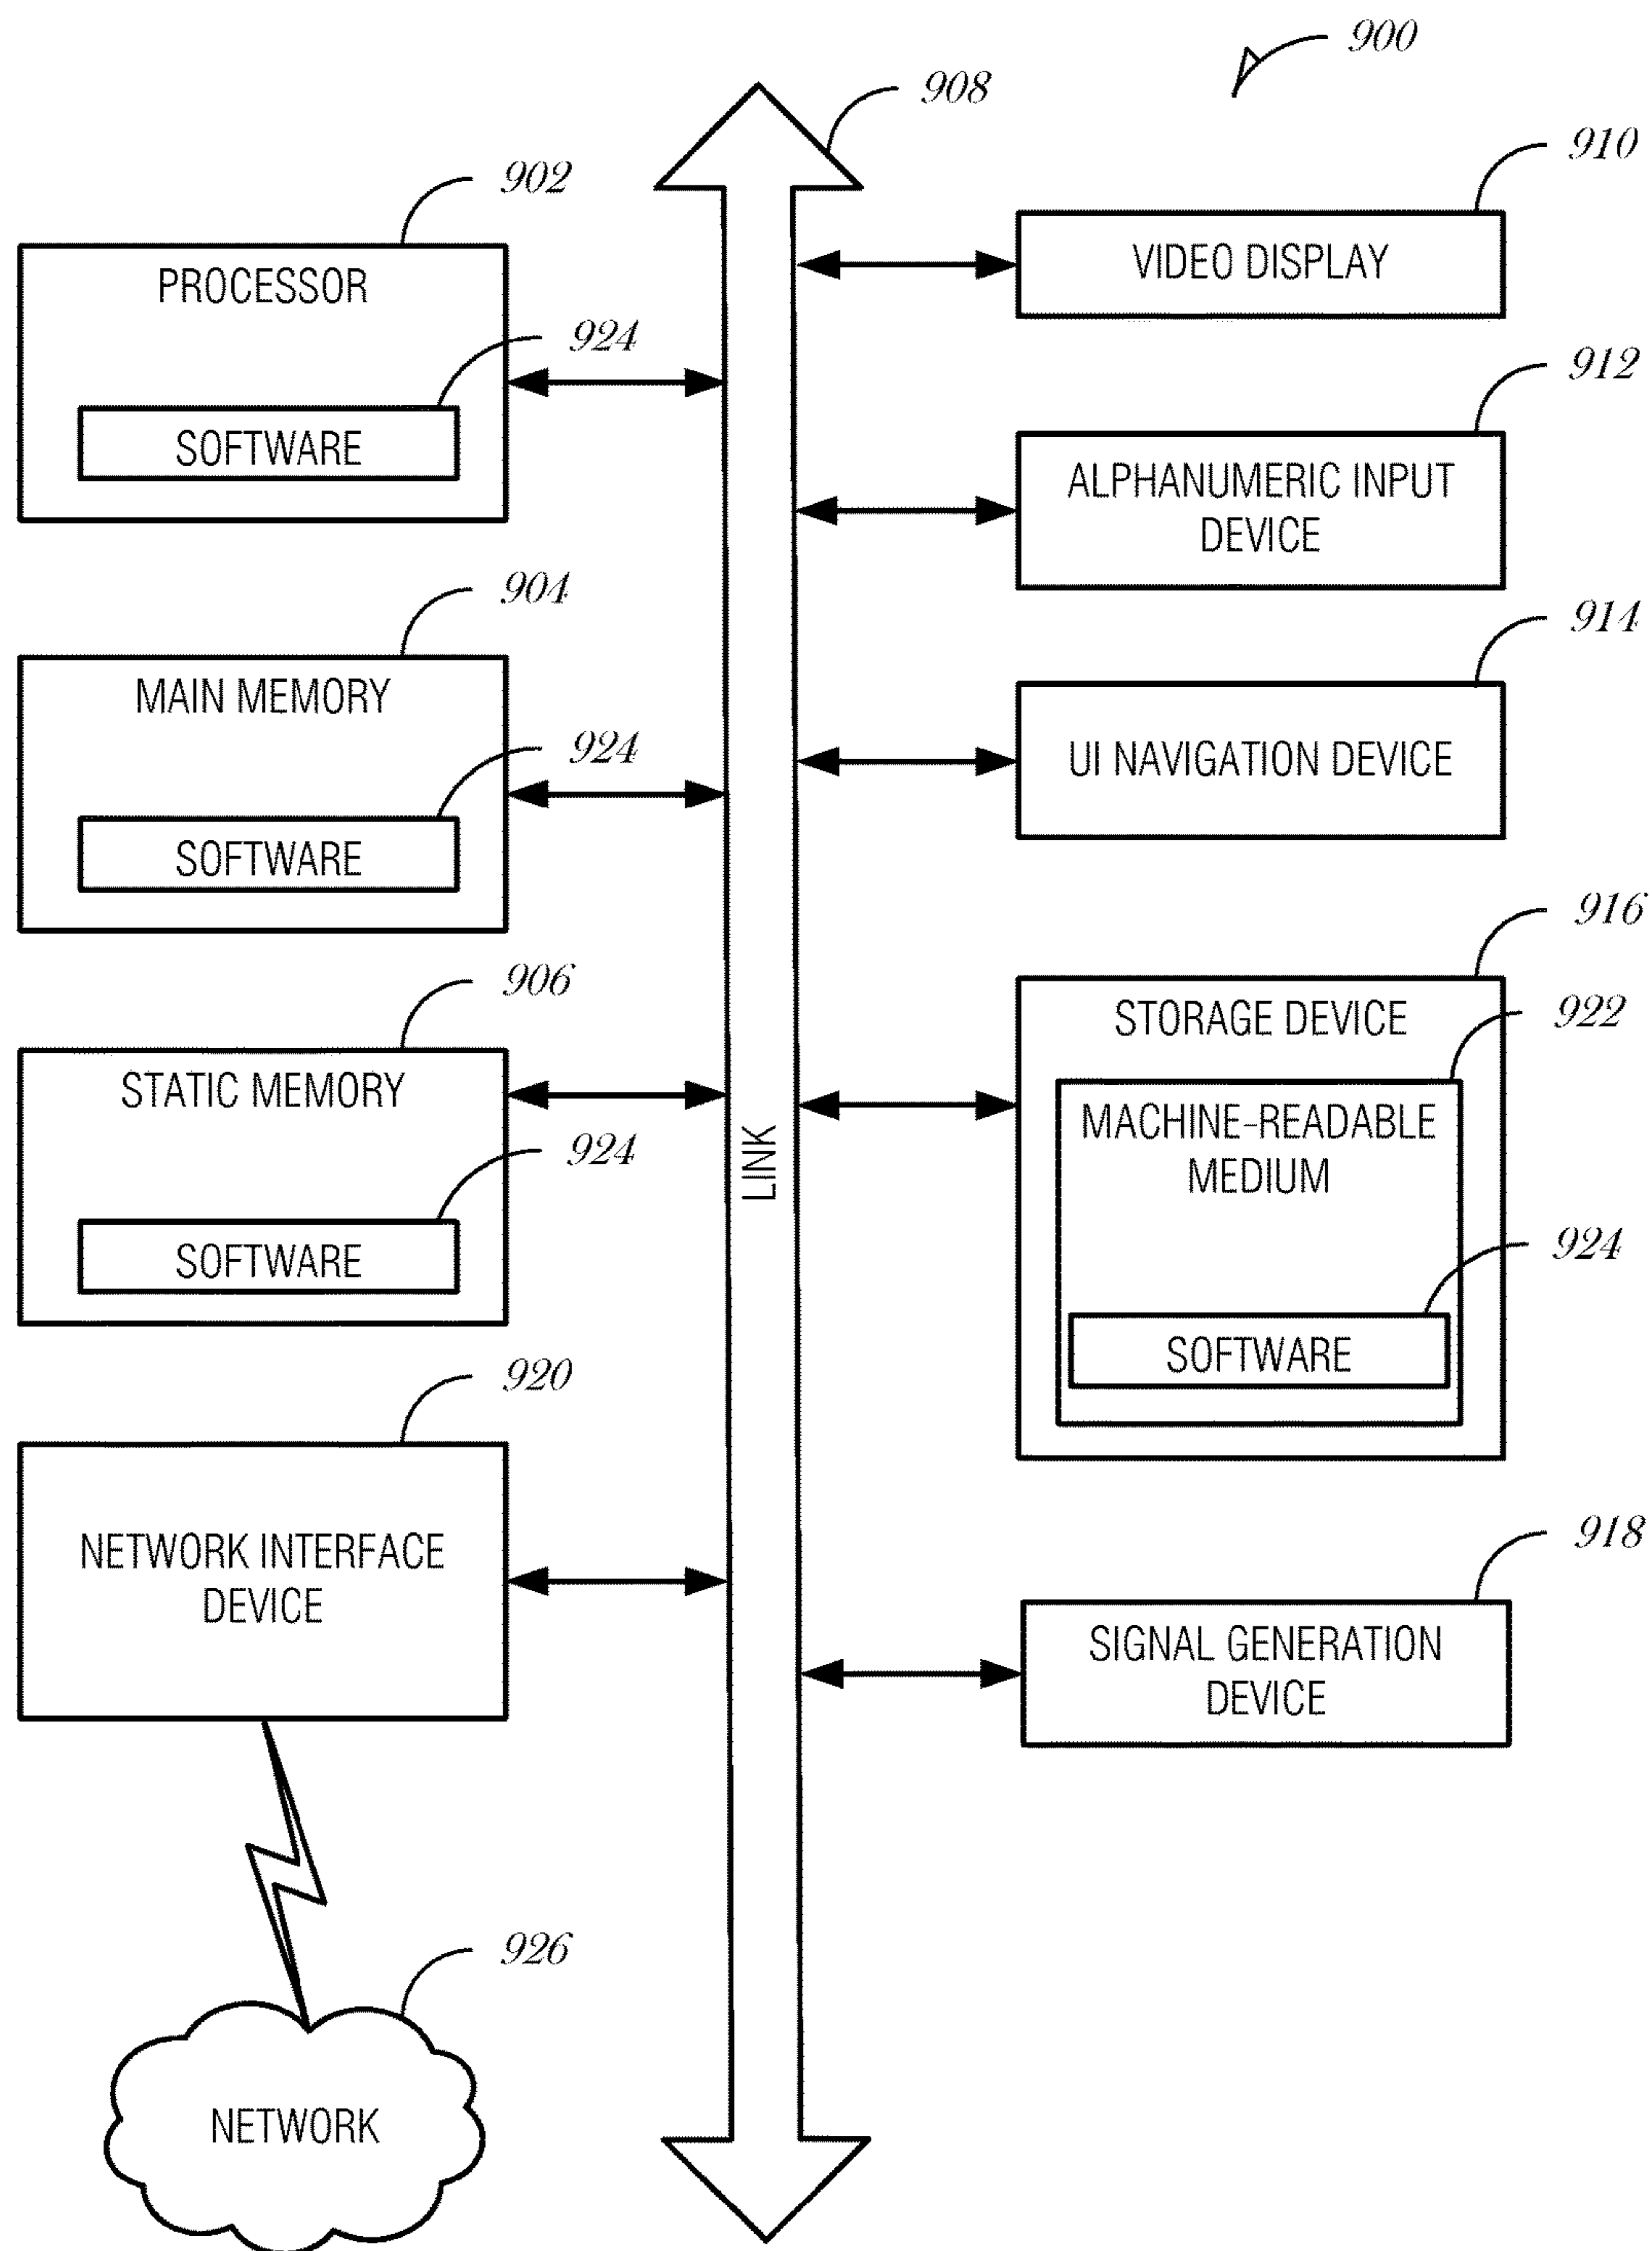 900
908
902
PROCESSOR
924
SOFTWARE
904
MAIN MEMORY
924
SOFTWARE
906
STATIC MEMORY
924
SOFTWARE
920
NETWORK INTERFACE
DEVICE
926
NETWORK
LINK
910
VIDEO DISPLAY
912
ALPHANUMERIC INPUT
DEVICE
914
UI NAVIGATION DEVICE
916
STORAGE DEVICE
922
MACHINE-READABLE
MEDIUM
924
SOFTWARE
918
SIGNAL GENERATION
DEVICE